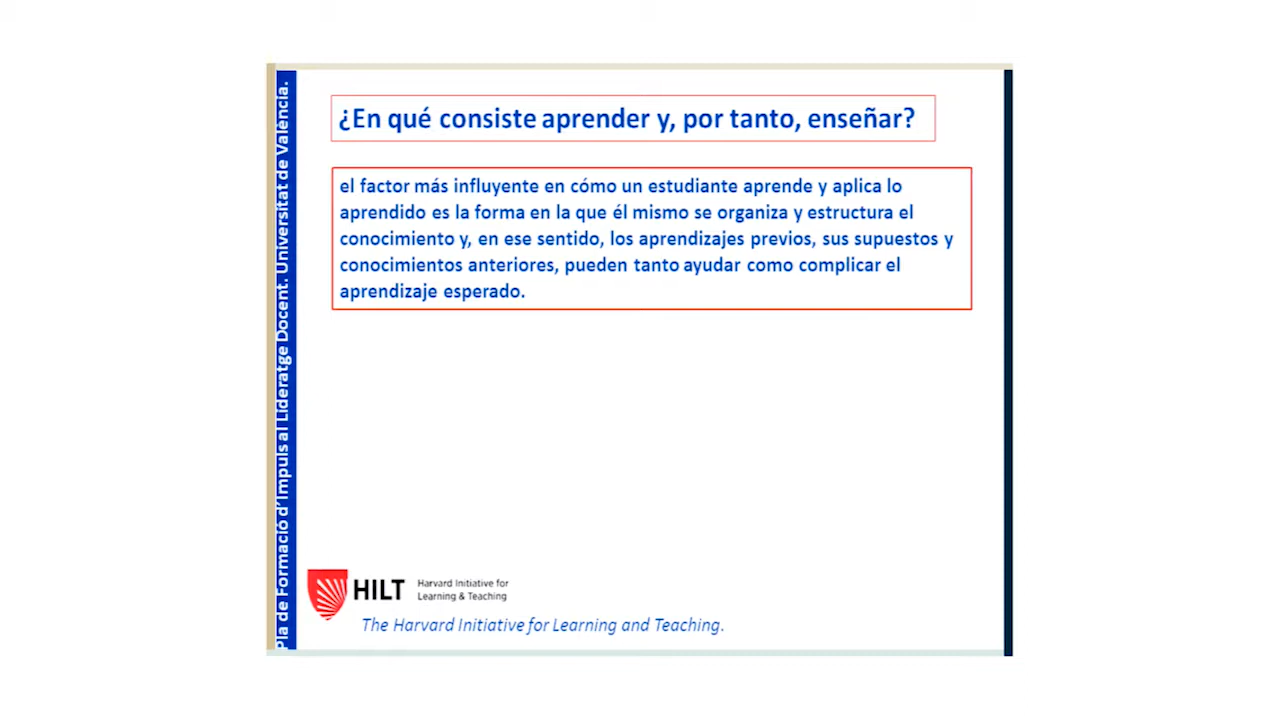 Pla de Formació d'Impuls al Lideratge Docent. Universitat de València.
¿En qué consiste aprender y, por tanto, enseñar?
el factor más influyente en cómo un estudiante aprende y aplica lo
aprendido es la forma en la que él mismo se organiza y estructura el
conocimiento y, en ese sentido, los aprendizajes previos, sus supuestos y
conocimientos anteriores, pueden tanto ayudar como complicar el
aprendizaje esperado.
HILT
Harvard Initiative for
Learning & Teaching
The Harvard Initiative for Learning and Teaching.